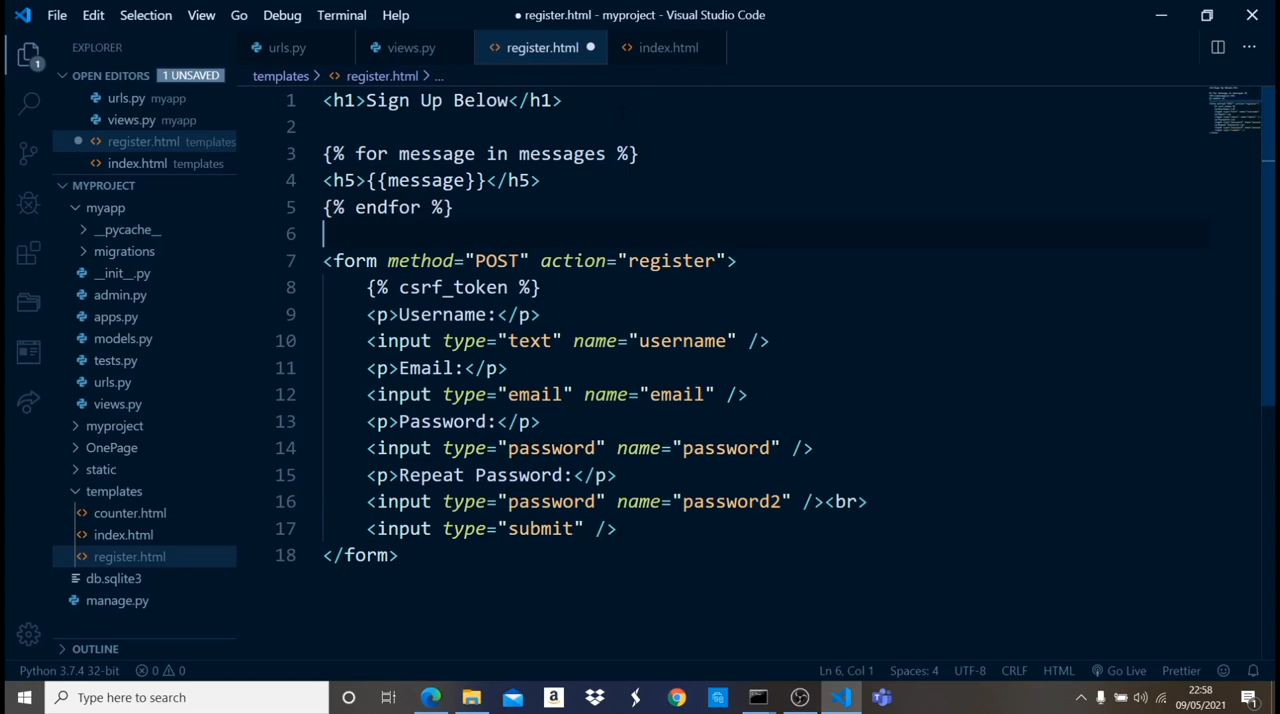 File Edit Selection View Go Debug Terminal Help
● register.html - myproject - Visual Studio Code
EXPLORER
OPEN EDITORS 1 UNSAVED
urls.py myapp
views.py myapp
register.html templates
index.html templates
MYPROJECT
myapp
__pycache__
migrations
__init__.py
admin.py
apps.py
models.py
tests.py
urls.py
views.py
myproject
OnePage
static
templates
counter.html
index.html
register.html
db.sqlite3
manage.py
OUTLINE
1
urls.py
views.py
register.html
index.html
templates > register.html > ...
1 <h1>Sign Up Below</h1>
2
3 {% for message in messages %}
4 <h5>{{message}}</h5>
5 {% endfor %}
6
7 <form method="POST" action="register">
8 {% csrf_token %}
9 <p>Username:</p>
10 <input type="text" name="username" />
11 <p>Email:</p>
12 <input type="email" name="email" />
13 <p>Password:</p>
14 <input type="password" name="password" />
15 <p>Repeat Password:</p>
16 <input type="password" name="password2" /><br>
17 <input type="submit" />
18 </form>
Python 3.7.4 32-bit 0 0
Ln 6, Col 1 Spaces: 4 UTF-8 CRLF HTML Go Live Prettier
Type here to search
22:58
09/05/2021
1